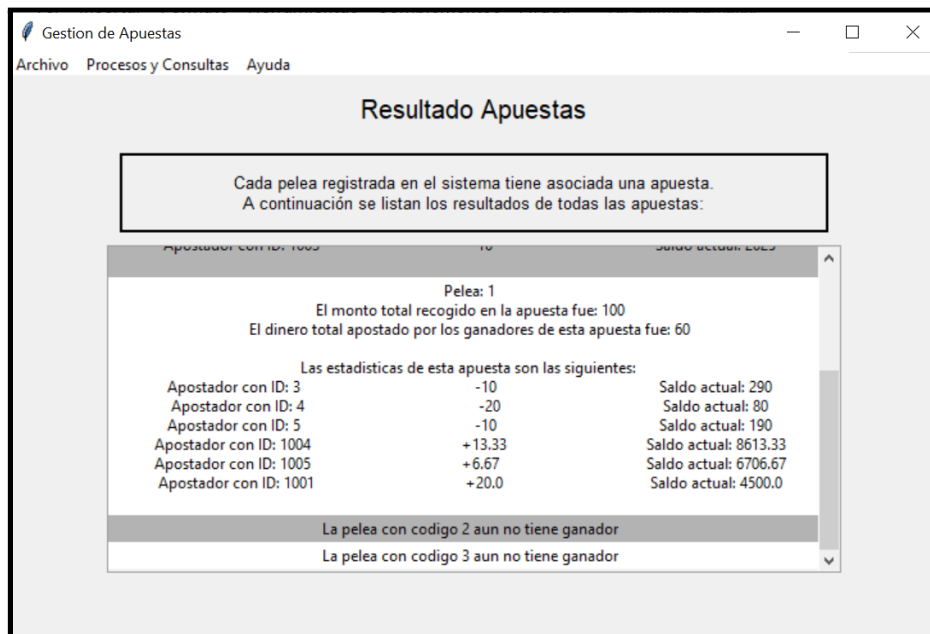 Gestion de Apuestas
Archivo Procesos y Consultas Ayuda
Resultado Apuestas
Cada pelea registrada en el sistema tiene asociada una apuesta.
A continuación se listan los resultados de todas las apuestas:
Pelea: 1
El monto total recogido en la apuesta fue: 100
El dinero total apostado por los ganadores de esta apuesta fue: 60
Las estadisticas de esta apuesta son las siguientes:
Apostador con ID: 3 -10 Saldo actual: 290
Apostador con ID: 4 -20 Saldo actual: 80
Apostador con ID: 5 -10 Saldo actual: 190
Apostador con ID: 1004 +13.33 Saldo actual: 8613.33
Apostador con ID: 1005 +6.67 Saldo actual: 6706.67
Apostador con ID: 1001 +20.0 Saldo actual: 4500.0
La pelea con codigo 2 aun no tiene ganador
La pelea con codigo 3 aun no tiene ganador